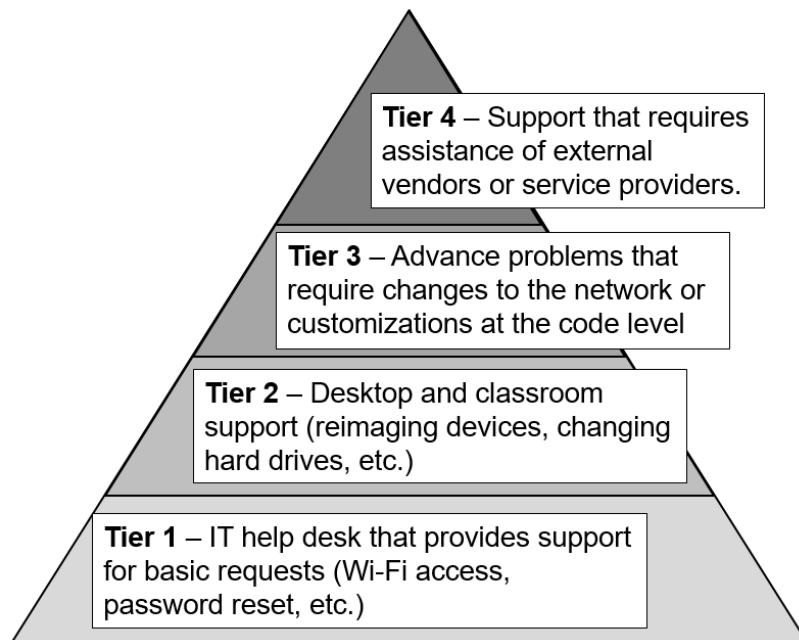 Tier 4 – Support that requires
assistance of external
vendors or service providers.
Tier 3 – Advance problems that
require changes to the network or
customizations at the code level
Tier 2 – Desktop and classroom
support (reimaging devices, changing
hard drives, etc.)
Tier 1 – IT help desk that provides support
for basic requests (Wi-Fi access,
password reset, etc.)